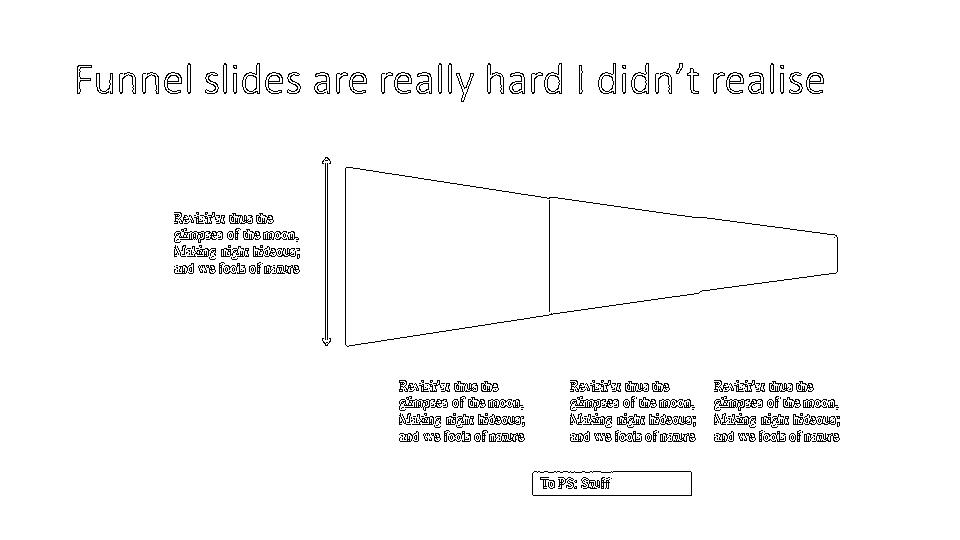 Funnel slides are really hard I didn’t realise
Revisit'st thus the
glimpses of the moon,
Making night hideous;
and we fools of nature
Revisit'st thus the
glimpses of the moon,
Making night hideous;
and we fools of nature
Revisit'st thus the
glimpses of the moon,
Making night hideous;
and we fools of nature
Revisit'st thus the
glimpses of the moon,
Making night hideous;
and we fools of nature
To PS: Stuff